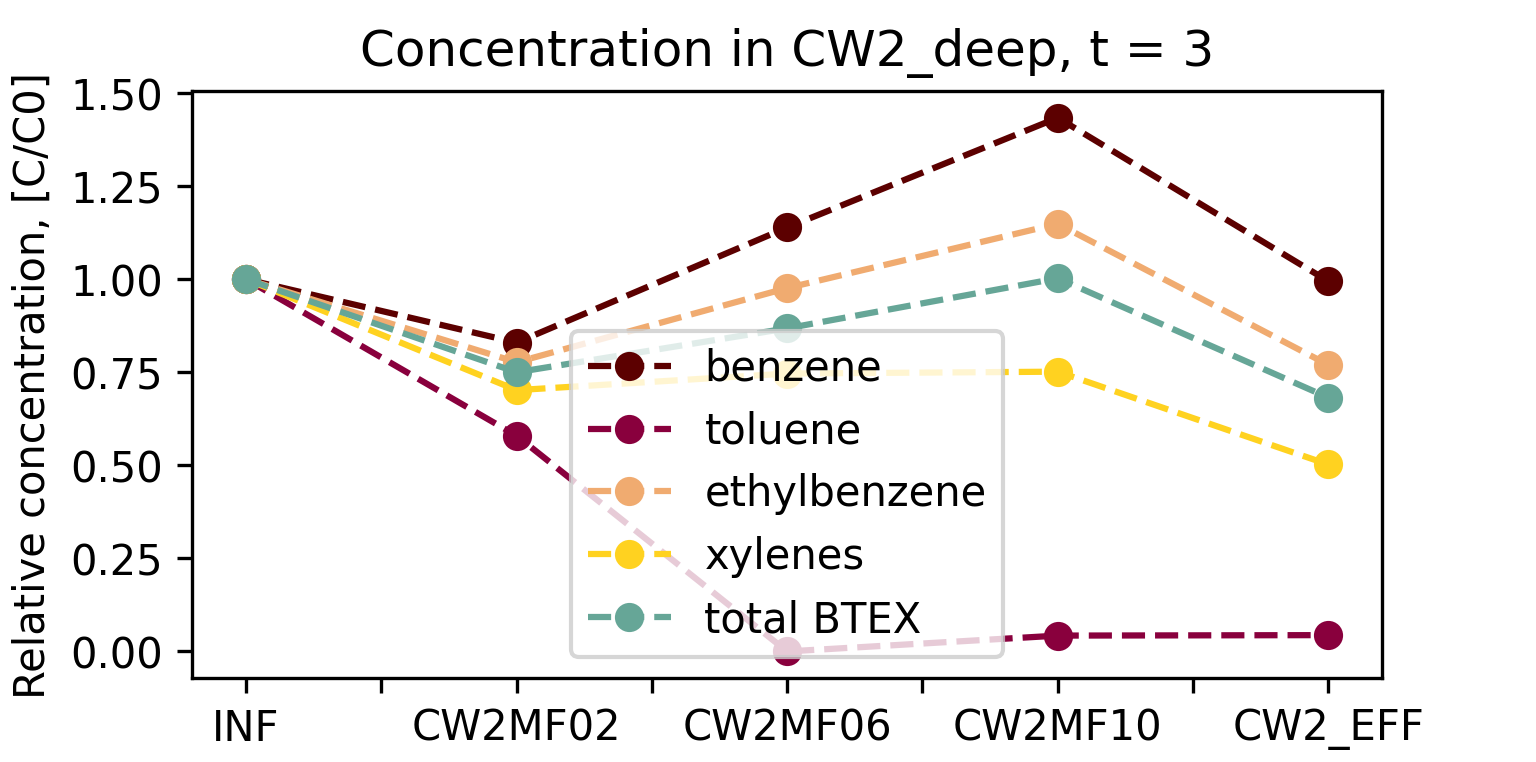 Concentration in CW2_deep, t = 3
Relative concentration, [C/C0]
1.50
1.25
1.00
0.75
0.50
0.25
0.00
benzene
toluene
ethylbenzene
xylenes
total BTEX
INF CW2MF02 CW2MF06 CW2MF10 CW2_EFF